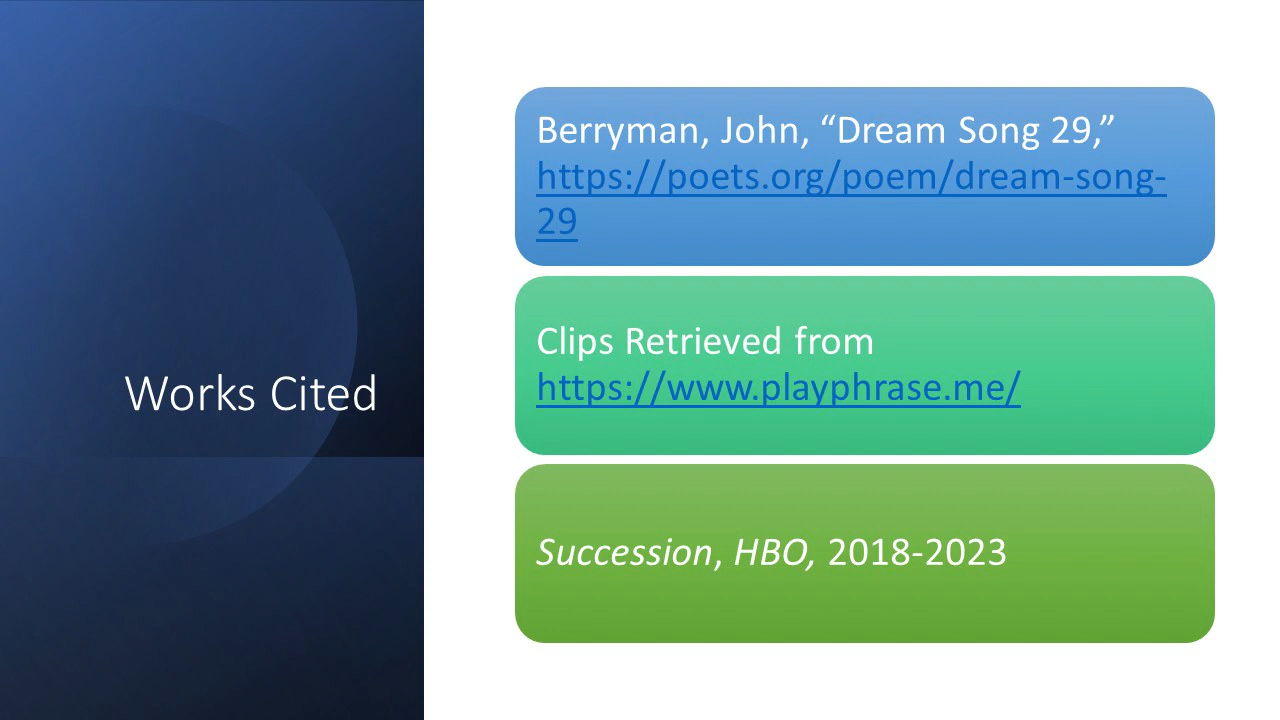 Works Cited
Berryman, John, “Dream Song 29,”
https://poets.org/poem/dream-song-
29
Clips Retrieved from
https://www.playphrase.me/
Succession, HBO, 2018-2023